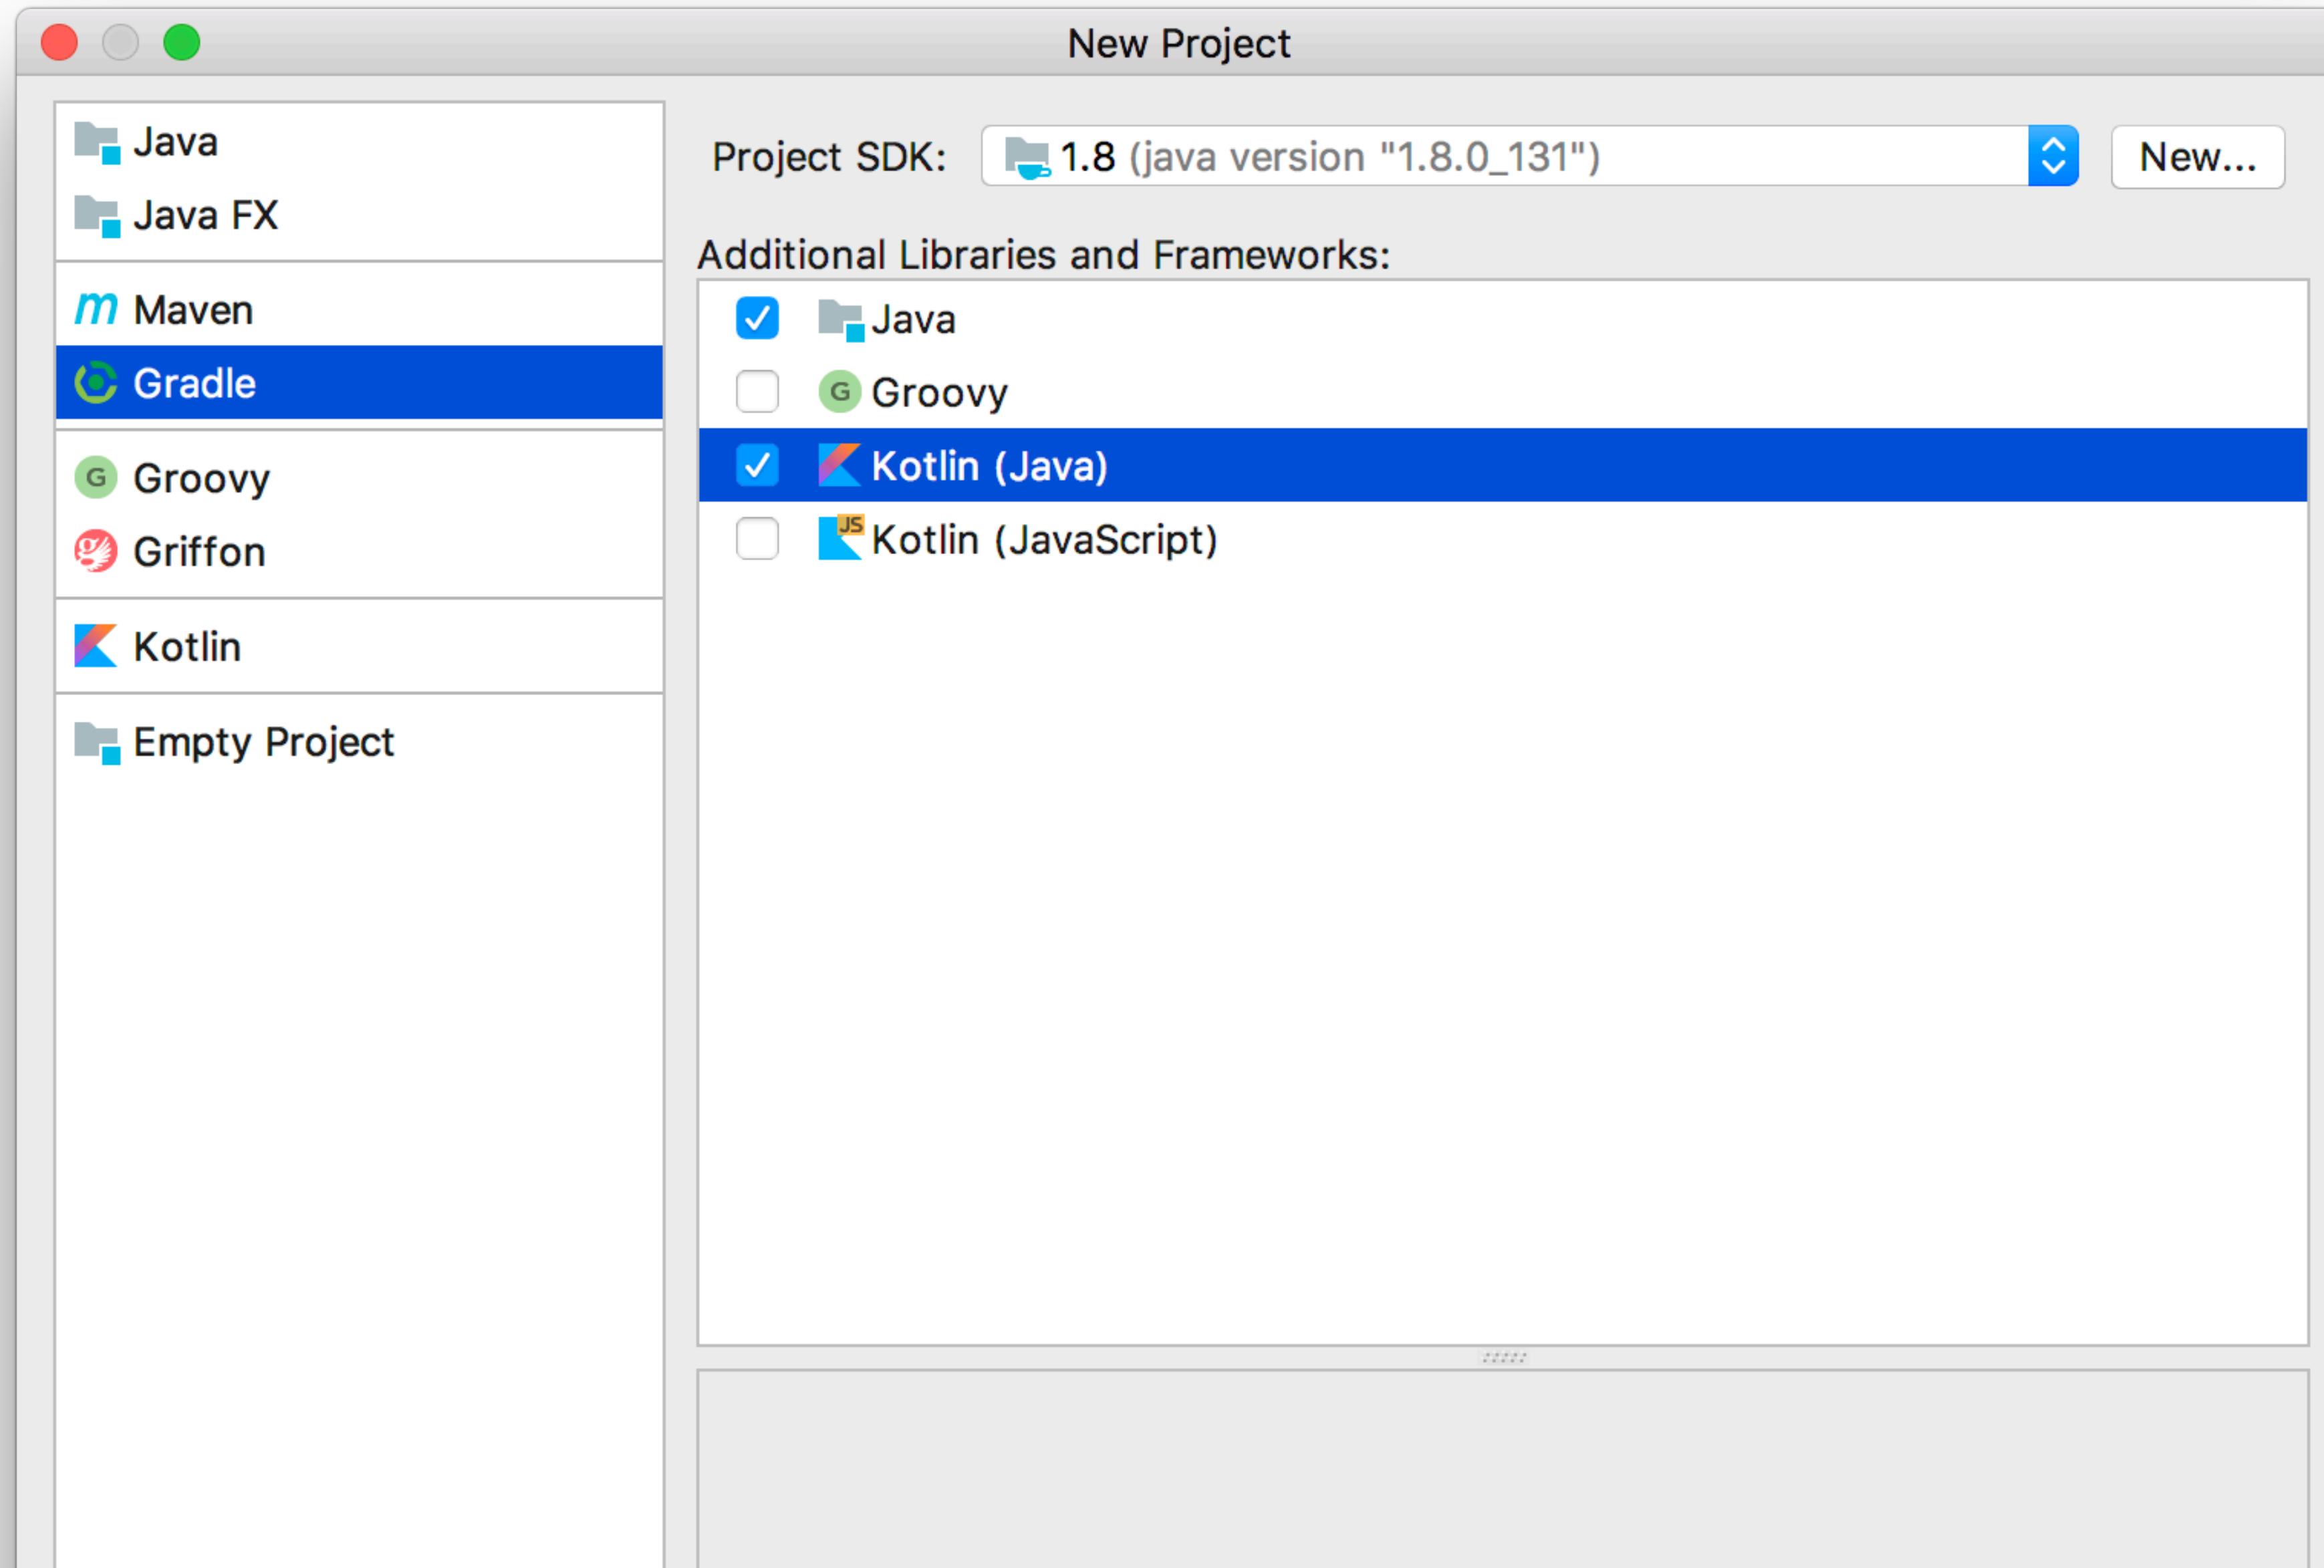 New Project
Java
Java FX
Maven
Gradle
Groovy
Griffon
Kotlin
Empty Project
Project SDK: 1.8 (java version "1.8.0_131") New...
Additional Libraries and Frameworks:
Java
G Groovy
Kotlin (Java)
JS Kotlin (JavaScript)